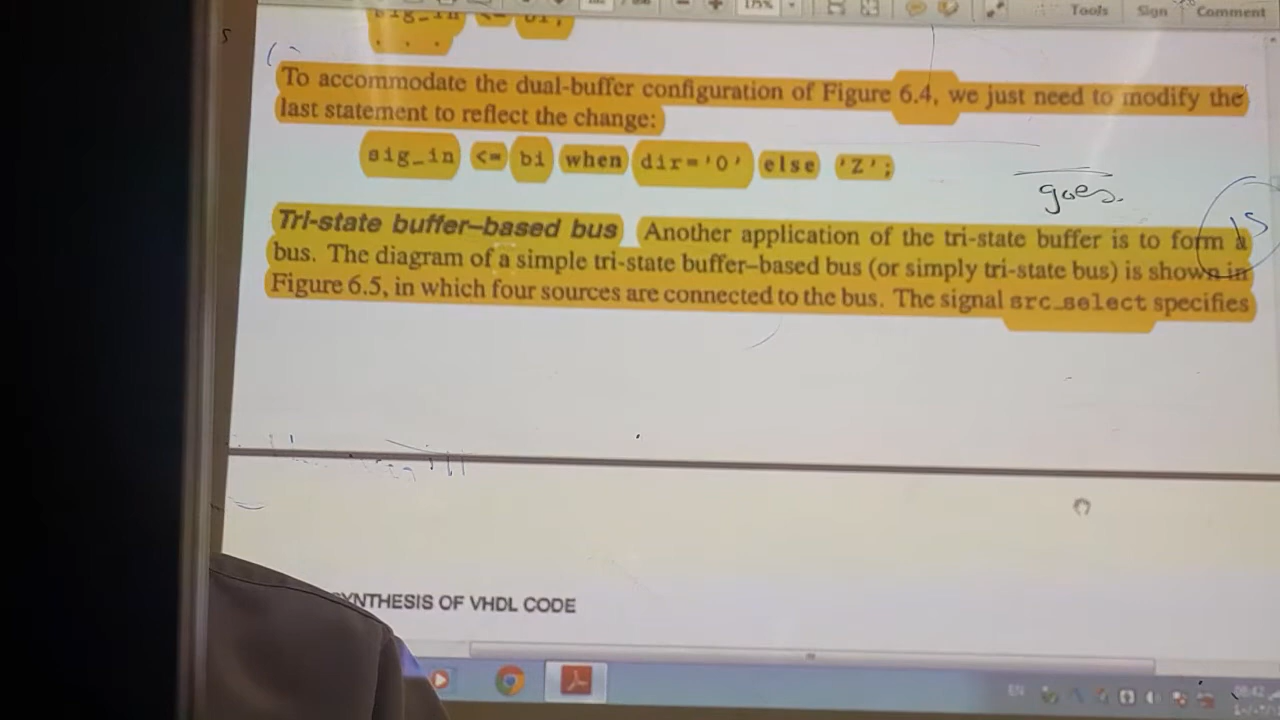 Tools Sign Comment
sig_in <= bi;
. . .
To accommodate the dual-buffer configuration of Figure 6.4, we just need to modify the
last statement to reflect the change:
sig_in <= bi when dir='0' else 'Z';
goes.
Tri-state buffer–based bus Another application of the tri-state buffer is to form a
bus. The diagram of a simple tri-state buffer–based bus (or simply tri-state bus) is shown in
Figure 6.5, in which four sources are connected to the bus. The signal src_select specifies
YNTHESIS OF VHDL CODE
EN